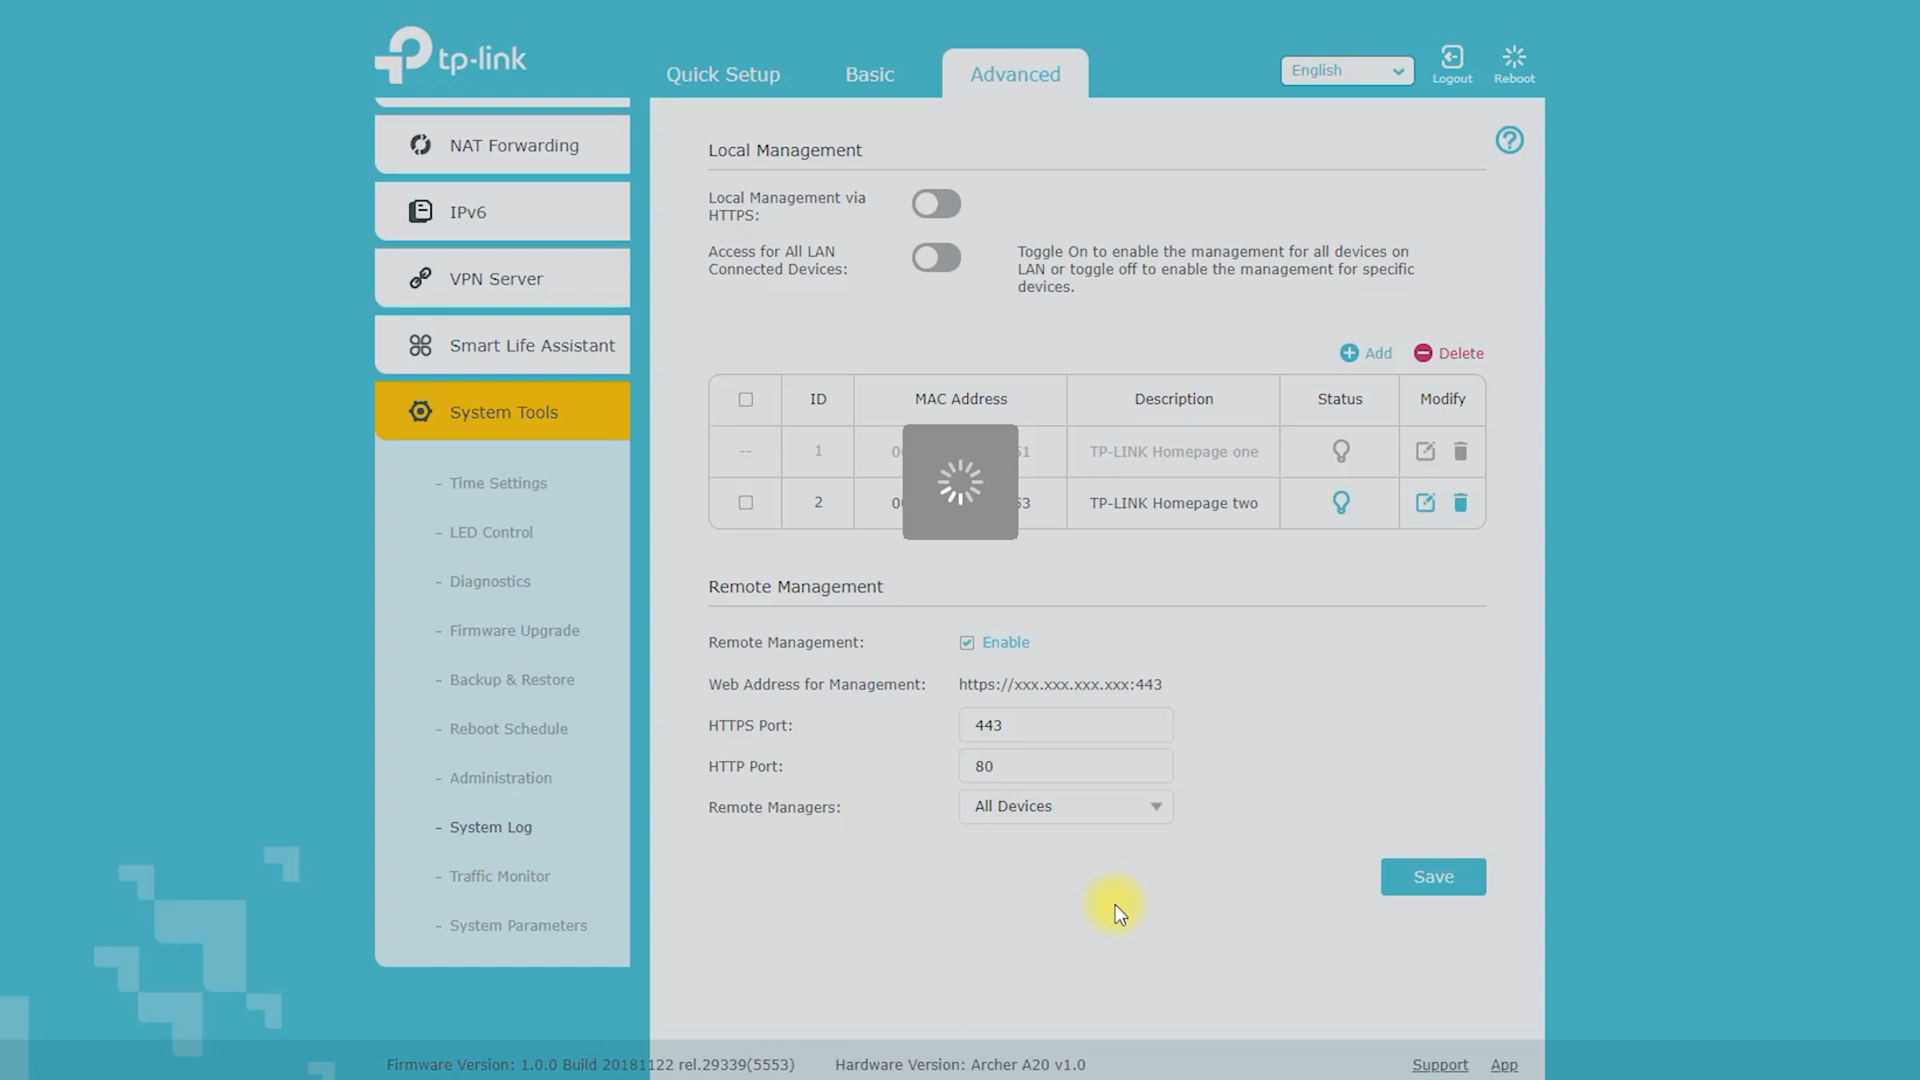 tp-link
Quick Setup
Basic
Advanced
English
Logout
Reboot
NAT Forwarding
IPv6
VPN Server
Smart Life Assistant
System Tools
- Time Settings
- LED Control
- Diagnostics
- Firmware Upgrade
- Backup & Restore
- Reboot Schedule
- Administration
- System Log
- Traffic Monitor
- System Parameters
Local Management
Local Management via
HTTPS:
Access for All LAN
Connected Devices:
Toggle On to enable the management for all devices on
LAN or toggle off to enable the management for specific
devices.
Add
Delete
ID MAC Address Description Status Modify
-- 1 TP-LINK Homepage one
2 TP-LINK Homepage two
Remote Management
Remote Management: Enable
Web Address for Management: https://xxx.xxx.xxx.xxx:443
HTTPS Port: 443
HTTP Port: 80
Remote Managers: All Devices
Save
Firmware Version: 1.0.0 Build 20181122 rel.29339(5553) Hardware Version: Archer A20 v1.0 Support App